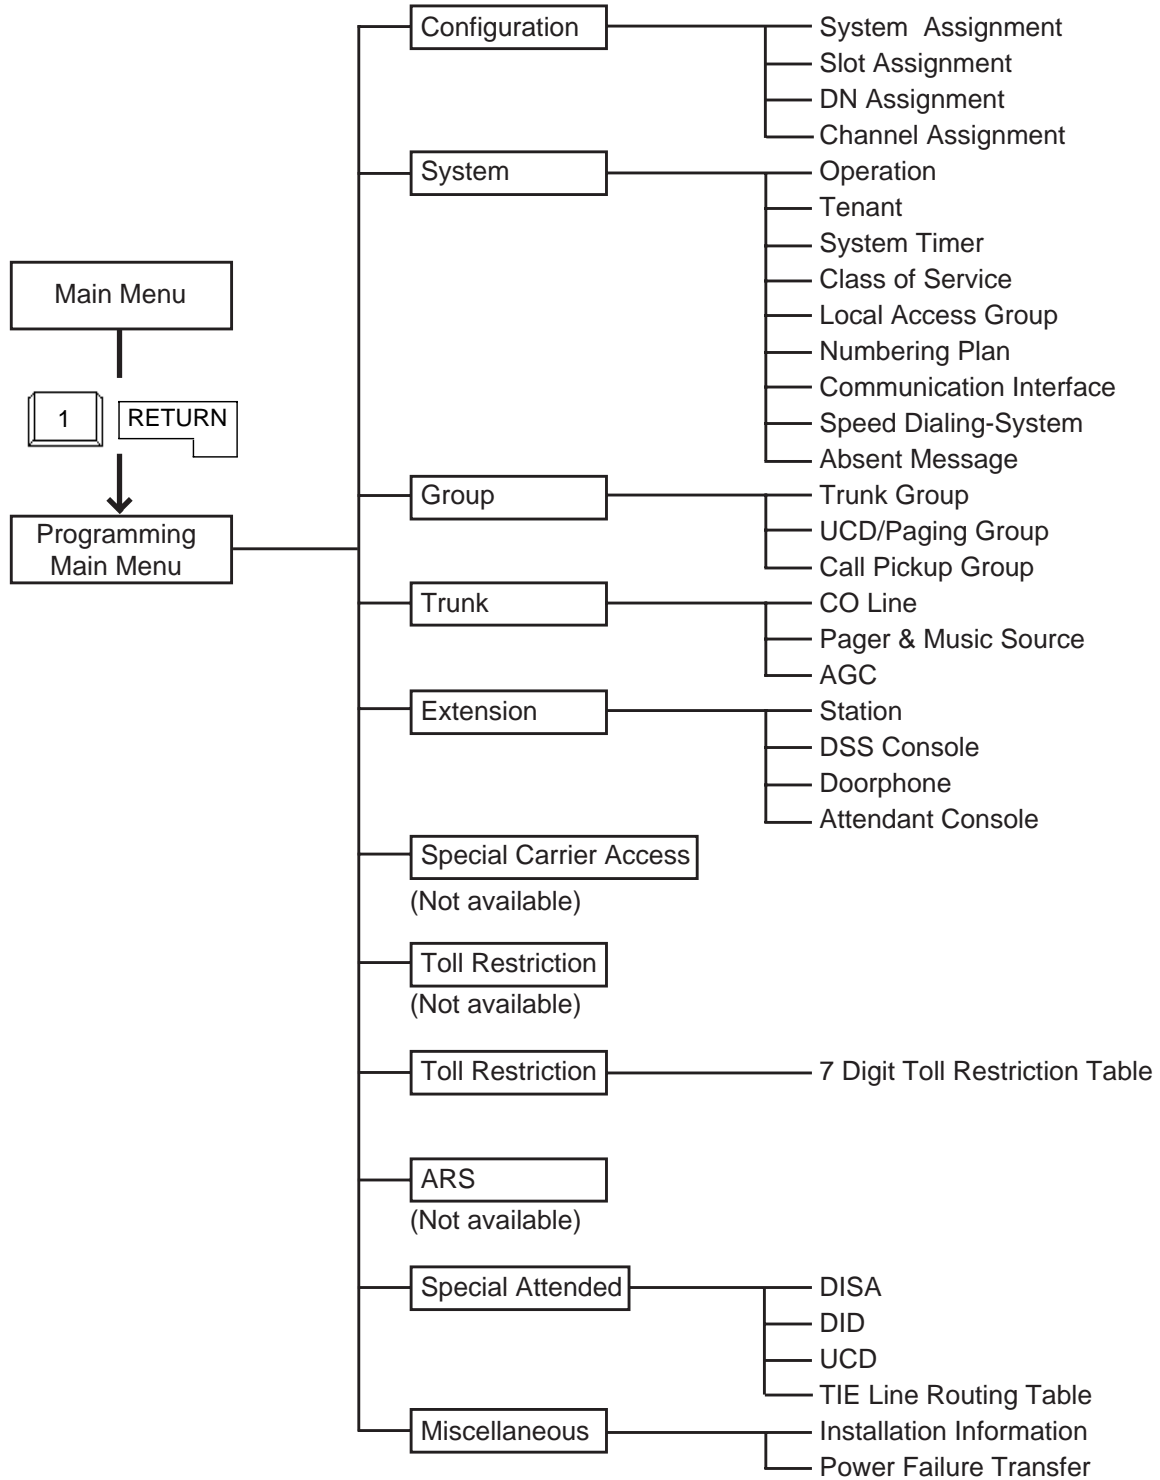 Main Menu
1
RETURN
Programming
Main Menu
Configuration
System Assignment
Slot Assignment
DN Assignment
Channel Assignment
System
Operation
Tenant
System Timer
Class of Service
Local Access Group
Numbering Plan
Communication Interface
Speed Dialing-System
Absent Message
Group
Trunk Group
UCD/Paging Group
Call Pickup Group
Trunk
CO Line
Pager & Music Source
AGC
Extension
Station
DSS Console
Doorphone
Attendant Console
Special Carrier Access
(Not available)
Toll Restriction
(Not available)
Toll Restriction
7 Digit Toll Restriction Table
ARS
(Not available)
Special Attended
DISA
DID
UCD
TIE Line Routing Table
Miscellaneous
Installation Information
Power Failure Transfer